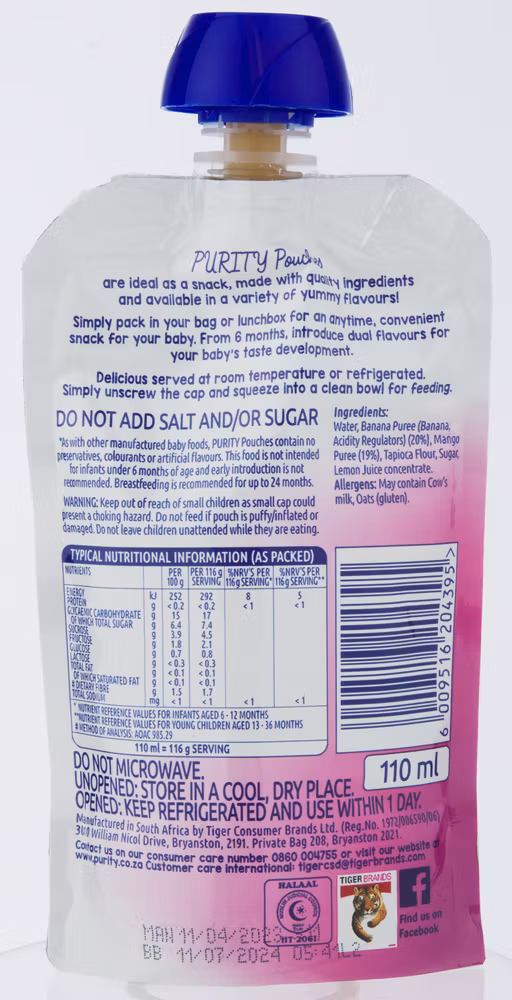 PURITY Pouches
are ideal as a snack, made with quality ingredients
and available in a variety of yummy flavours!
Simply pack in your bag or lunchbox for an anytime, convenient
snack for your baby. From 6 months, introduce dual flavours for
your baby's taste development.
Delicious served at room temperature or refrigerated.
Simply unscrew the cap and squeeze into a clean bowl for feeding.
DO NOT ADD SALT AND/OR SUGAR
"As with other manufactured baby foods, PURITY Pouches contain no
preservatives, colourants or artificial flavours. This food is not intended
for infants under 6 months of age and early introduction is not
recommended. Breastfeeding is recommended for up to 24 months.
WARNING: Keep out of reach of small children as small cap could
present a choking hazard. Do not feed if pouch is puffy/inflated or
damaged. Do not leave children unattended while they are eating.
Ingredients:
Water, Banana Puree (Banana,
Acidity Regulators) (20%), Mango
Puree (19%), Tapioca Flour, Sugar,
Lemon Juice concentrate.
Allergens: May contain Cow's
milk, Oats (gluten).
TYPICAL NUTRITIONAL INFORMATION (AS PACKED)
NUTRIENTS PER 100 g PER 116 g SERVING %NRV'S PER 116g SERVING* %NRV'S PER 116g SERVING**
ENERGY kJ 252 292 8 5
PROTEIN g <0.2 <0.2 <1 <1
GLYCAEMIC CARBOHYDRATE g 15 17
OF WHICH TOTAL SUGAR g 6.4 7.4
SUCROSE g 3.9 4.5
FRUCTOSE g 1.8 2.1
GLUCOSE g 0.7 0.8
LACTOSE g <0.3 <0.3
TOTAL FAT g <0.1 <0.1
OF WHICH SATURATED FAT g <0.1 <0.1
# DIETARY FIBRE g 1.5 1.7
TOTAL SODIUM mg <1 <1 <1 <1
* NUTRIENT REFERENCE VALUES FOR INFANTS AGED 6 - 12 MONTHS
**NUTRIENT REFERENCE VALUES FOR YOUNG CHILDREN AGED 13 - 36 MONTHS
# METHOD OF ANALYSIS: AOAC 985.29
110 ml = 116 g SERVING
6 009516 204395 >
110 ml
DO NOT MICROWAVE.
UNOPENED: STORE IN A COOL, DRY PLACE.
OPENED: KEEP REFRIGERATED AND USE WITHIN 1 DAY.
Manufactured in South Africa by Tiger Consumer Brands Ltd. (Reg.No. 1972/006590/06)
3010 William Nicol Drive, Bryanston, 2191. Private Bag 208, Bryanston 2021.
Contact us on our consumer care number 0860 004755 or visit our website at
www.purity.co.za Customer care international: tigercsd@tigerbrands.com
HALAAL
TIGER BRANDS
f
Find us on
Facebook
MAN 11/04/2023
BB 11/07/2024 05:41L2